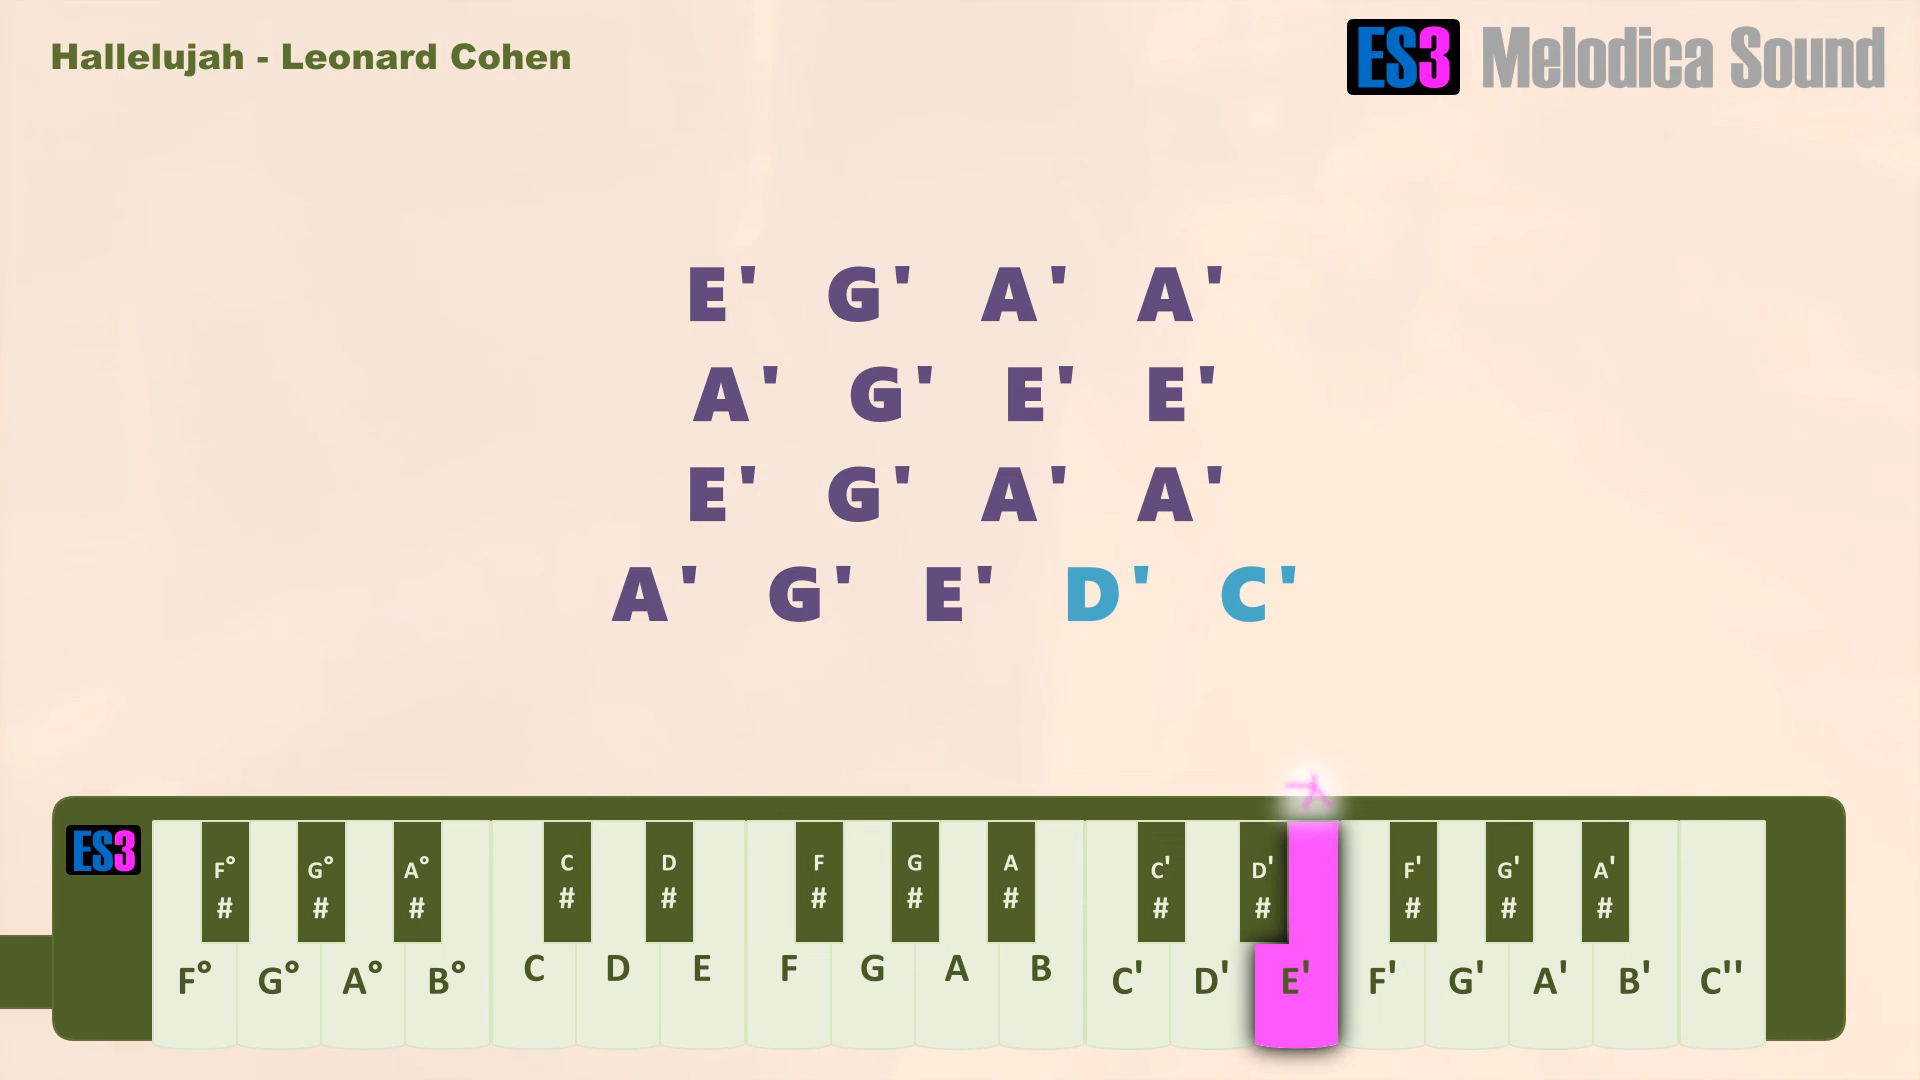 Hallelujah - Leonard Cohen
ES3 Melodica Sound
E' G' A' A'
A' G' E' E'
E' G' A' A'
A' G' E' D' C'
ES3
F° G° A° C D F G A C' D' F' G' A'
# # # # # # # # # # # # #
F° G° A° B° C D E F G A B C' D' E' F' G' A' B' C''